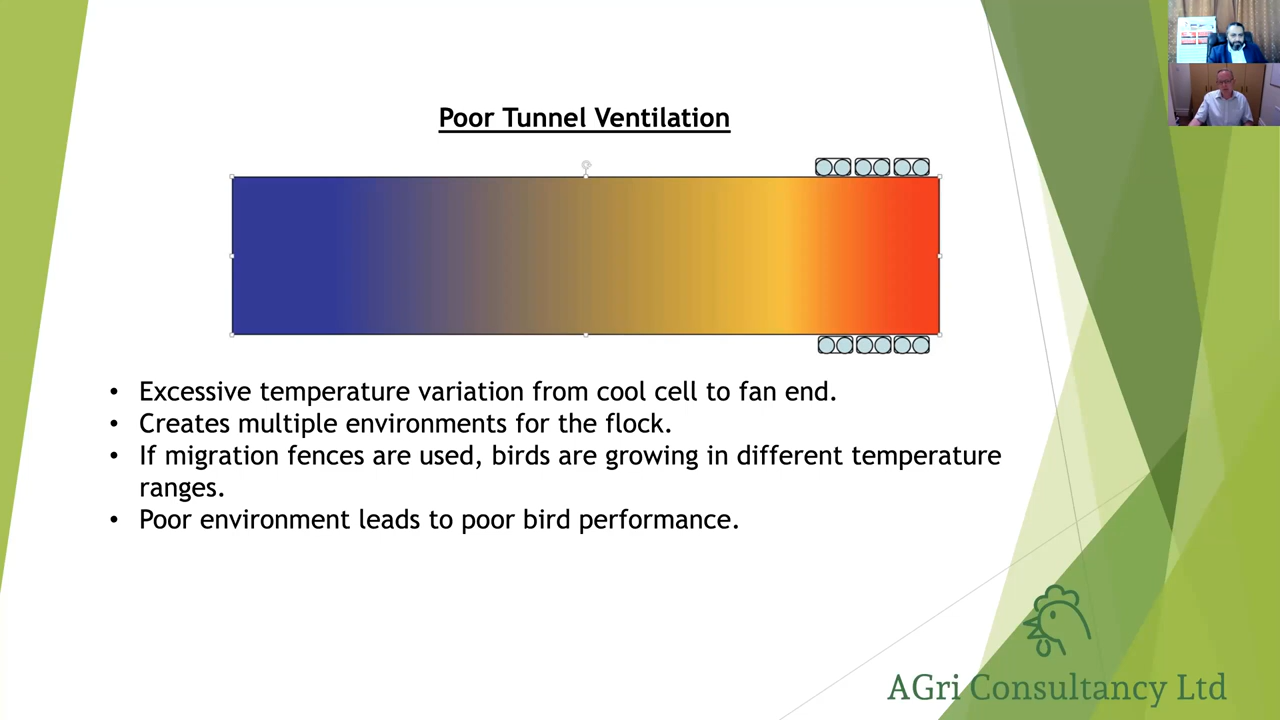 Poor Tunnel Ventilation
• Excessive temperature variation from cool cell to fan end.
• Creates multiple environments for the flock.
• If migration fences are used, birds are growing in different temperature
ranges.
• Poor environment leads to poor bird performance.
AGri Consultancy Ltd